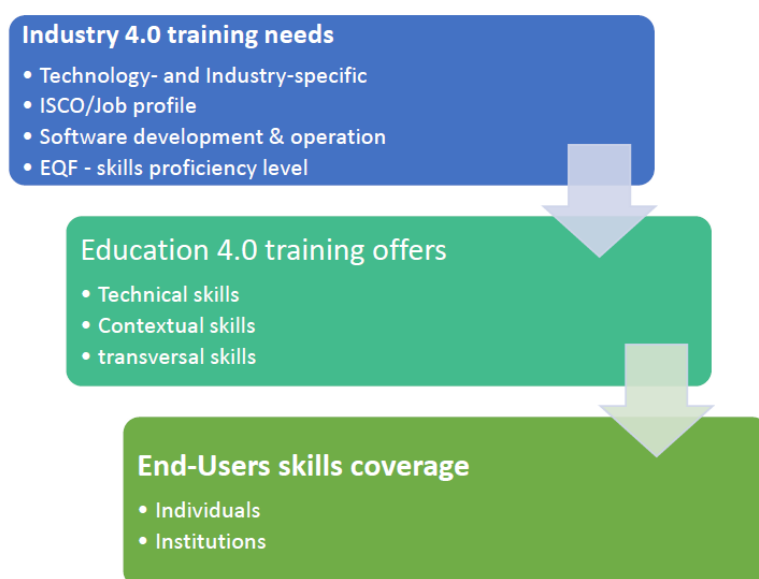 Industry 4.0 training needs
• Technology- and Industry-specific
• ISCO/Job profile
• Software development & operation
• EQF - skills proficiency level
Education 4.0 training offers
• Technical skills
• Contextual skills
• transversal skills
End-Users skills coverage
• Individuals
• Institutions